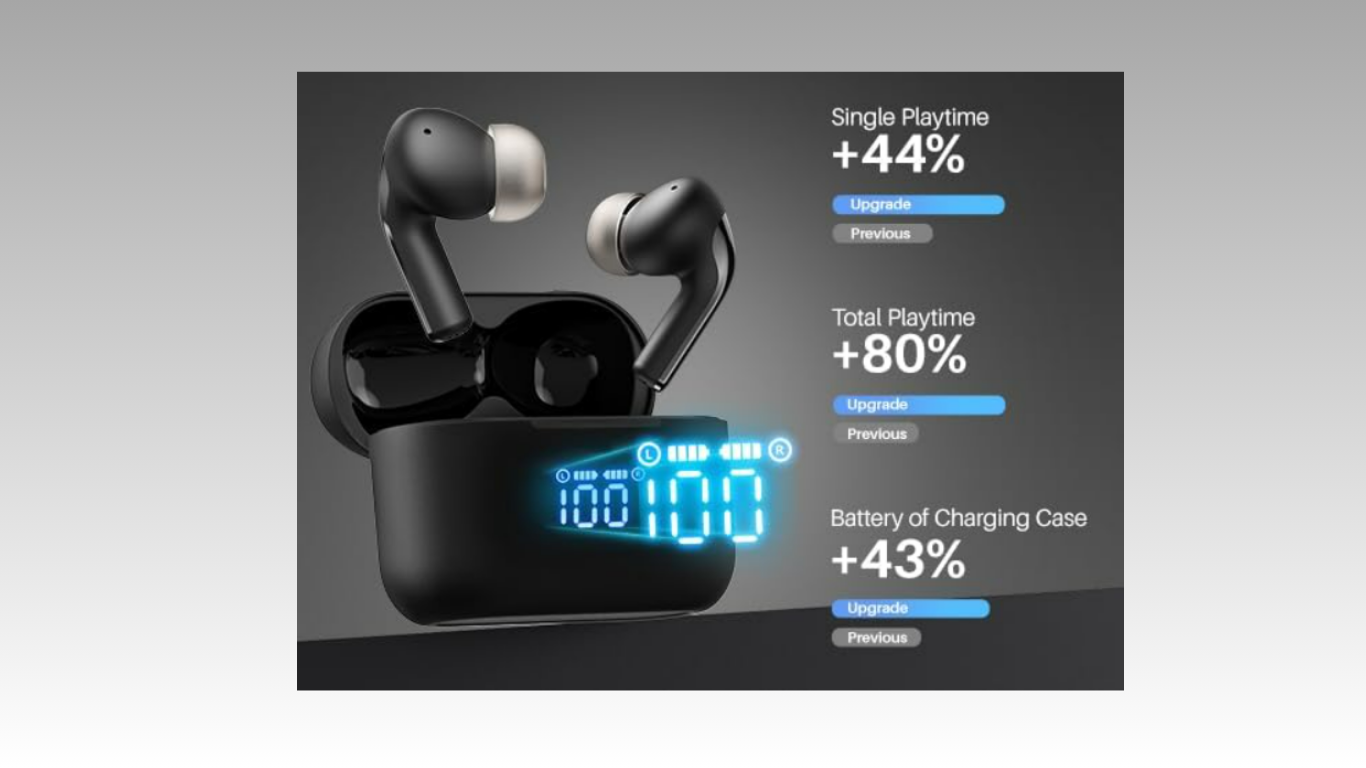 Single Playtime
+44%
Upgrade
Previous
Total Playtime
+80%
Upgrade
Previous
L R
100
L R
100
Battery of Charging Case
+43%
Upgrade
Previous